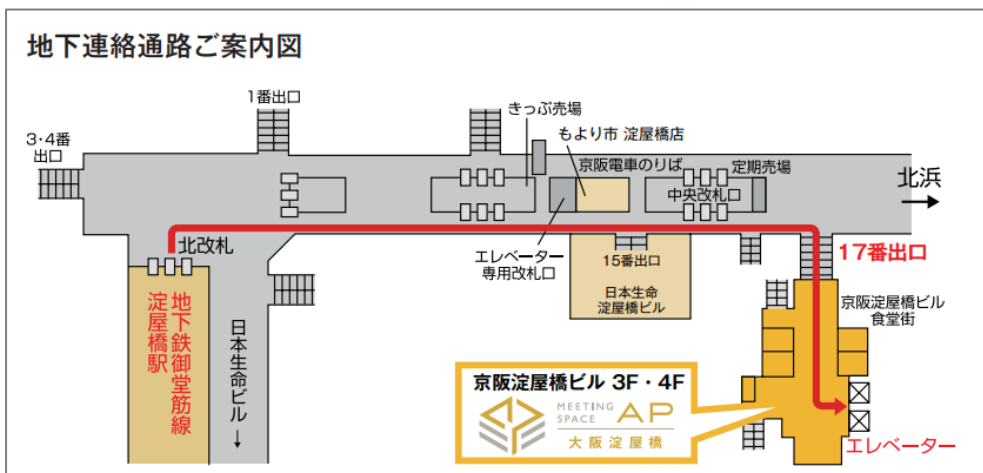 地下連絡通路ご案内図
1番出口
きっぷ売場
3・4番
出口
もより市 淀屋橋店
京阪電車のりば
定期売場
中央改札口
北浜
北改札
エレベーター
専用改札口
15番出口
17番出口
日本生命
淀屋橋ビル
京阪淀屋橋ビル
食堂街
地下鉄御堂筋線
淀屋橋駅
日本生命ビル
京阪淀屋橋ビル 3F・4F
MEETING
SPACE
AP
大阪淀屋橋
エレベーター